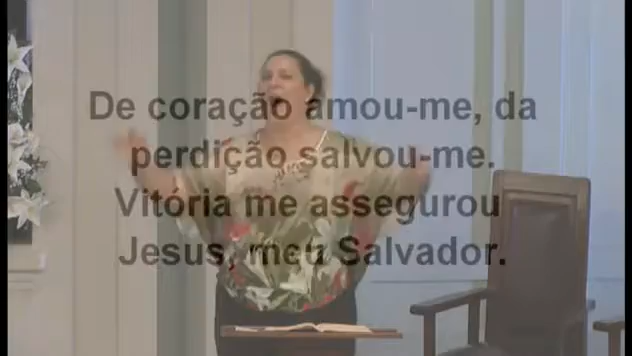 De coração amou-me, da
perdição salvou-me.
Vitória me assegurou
Jesus, meu Salvador.